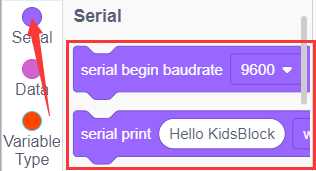 Serial
Serial
serial begin baudrate 9600
Data
serial print Hello KidsBlock w
Variable
Type